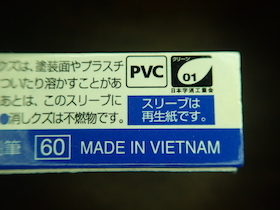 クズは、塗装面やプラスチ
ついたり溶かすことがあ
あとは、このスリーブに
●消しクズは不燃物です。
PVC
グリーン
01
日本字消工業会
スリーブは
再生紙です。
筆 60 MADE IN VIETNAM